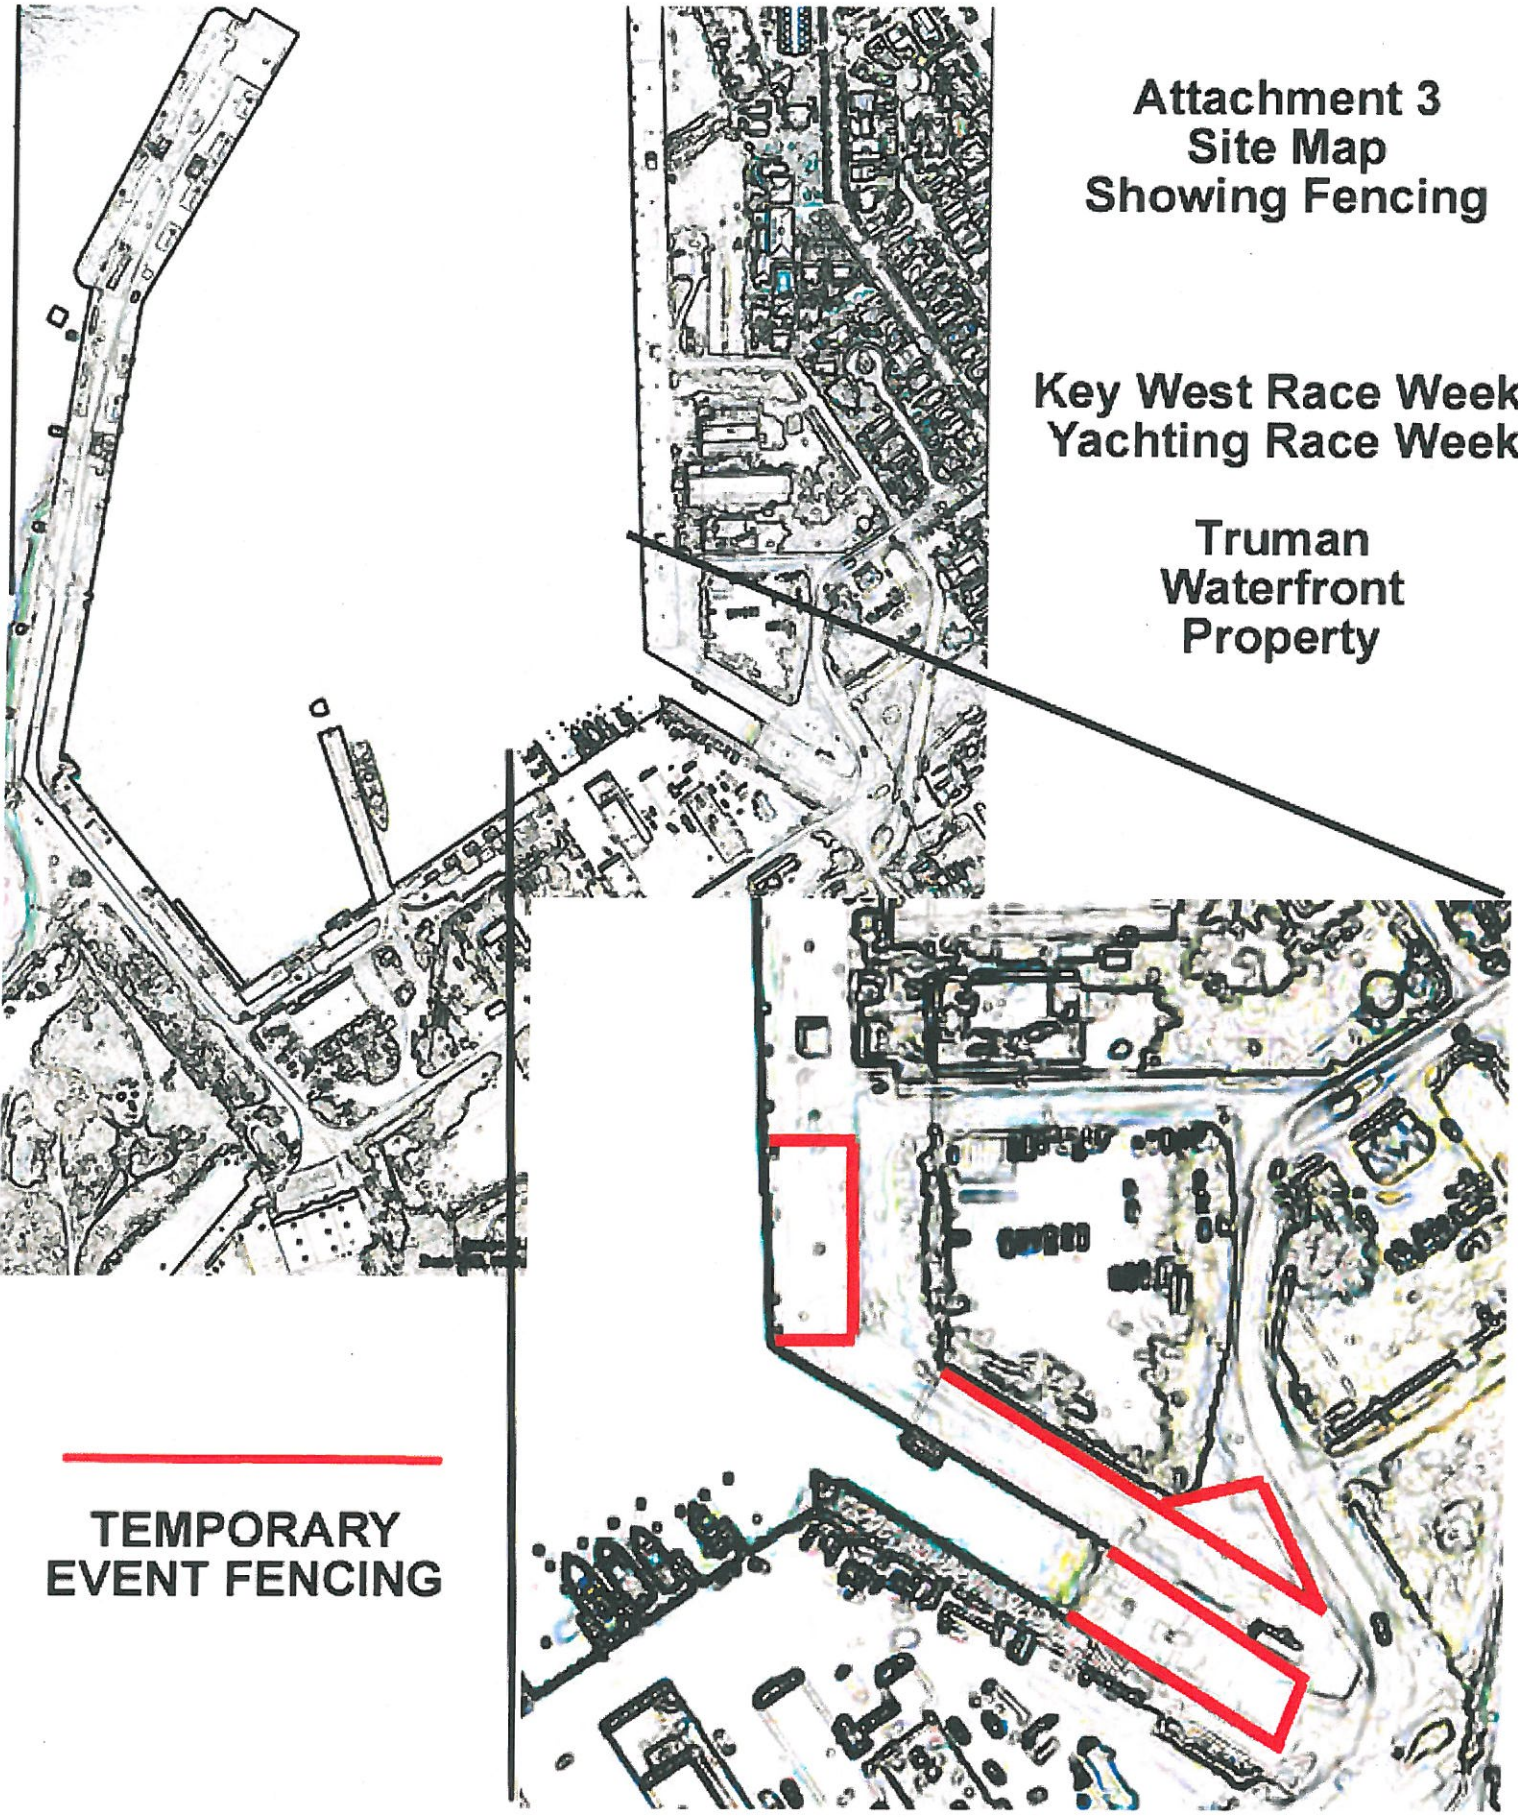 Attachment 3
Site Map
Showing Fencing
Key West Race Week
Yachting Race Week
Truman
Waterfront
Property
TEMPORARY
EVENT FENCING